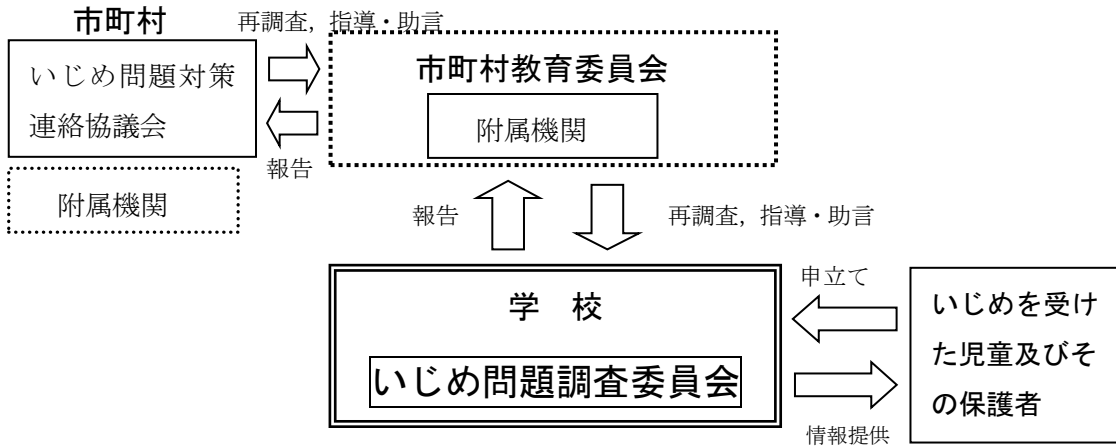 市町村
再調査，指導・助言
いじめ問題対策
連絡協議会
市町村教育委員会
附属機関
報告
附属機関
報告
再調査，指導・助言
学　校
いじめ問題調査委員会
申立て
いじめを受け
た児童及びそ
の保護者
情報提供